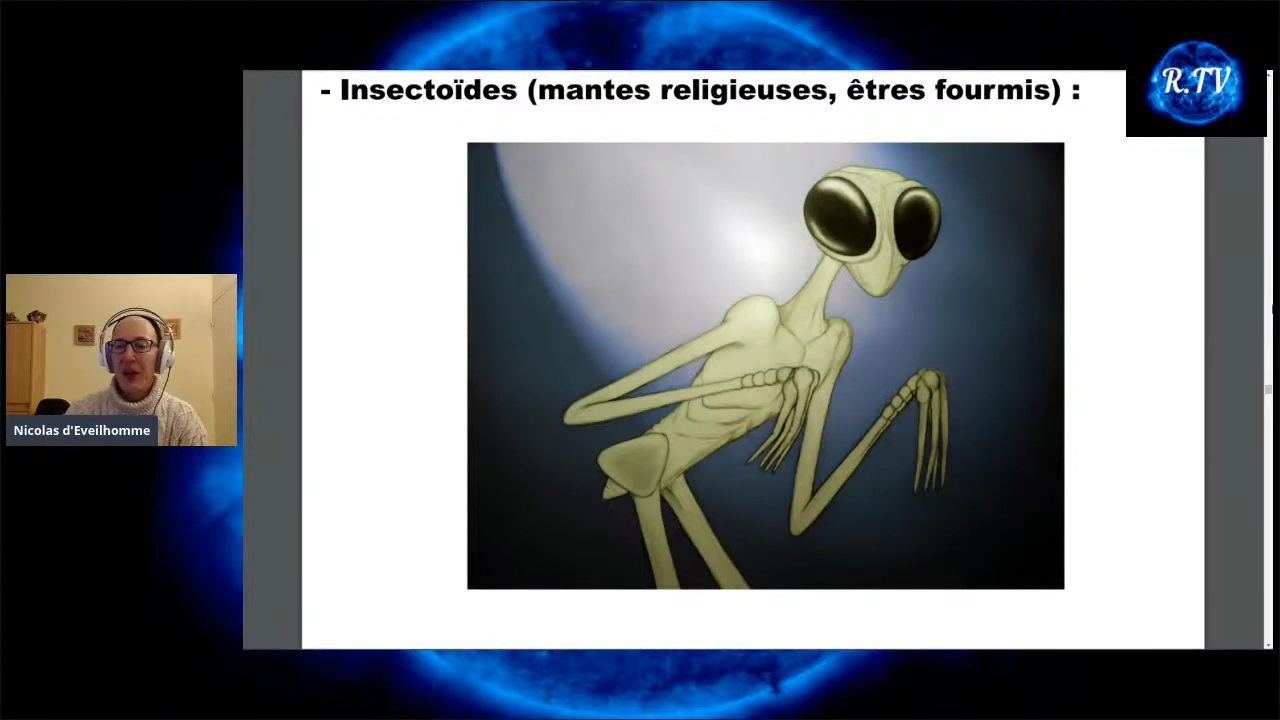 - Insectoïdes (mantes religieuses, êtres fourmis) :
R.TV
Nicolas d'Eveilhomme